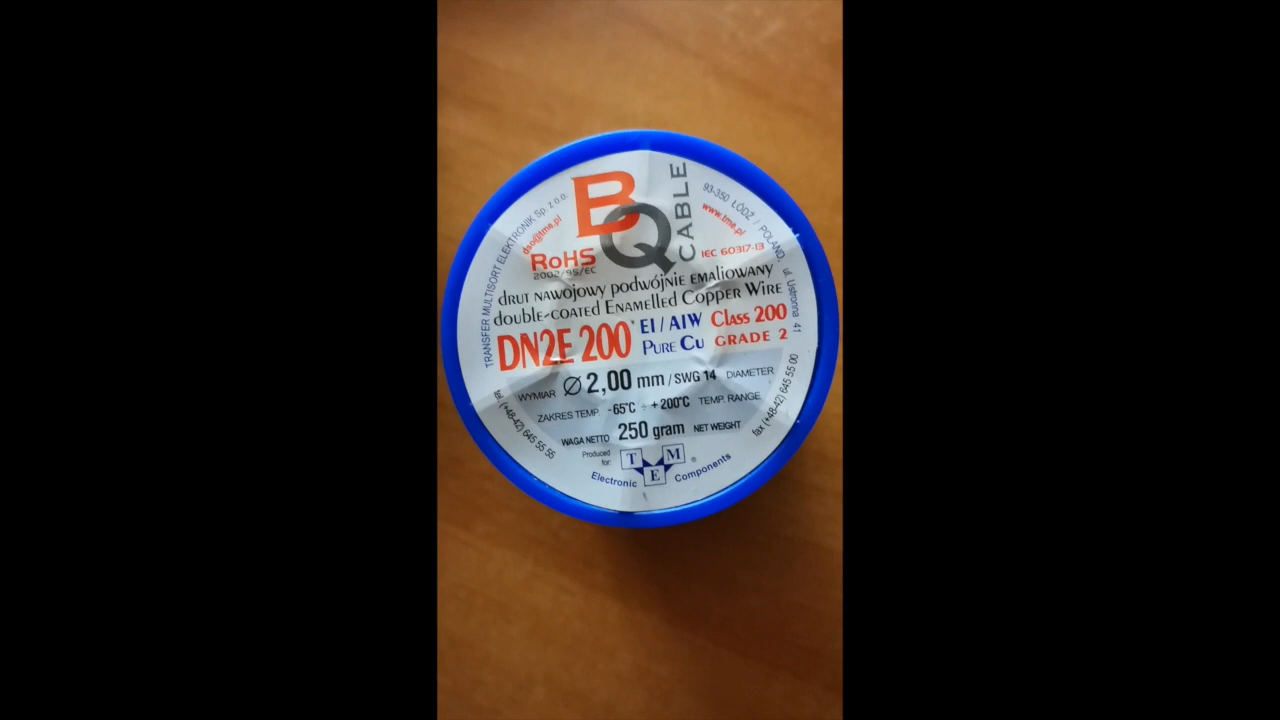 BQ CABLE
TRANSFER MULTISORT ELEKTRONIK Sp. z o.o.
93-350 ŁÓDŹ / POLAND, ul. Ustronna 41
dso@tme.pl
www.tme.pl
RoHS
2002/95/EC
IEC 60317-13
drut nawojowy podwójnie emaliowany
double-coated Enamelled Copper Wire
DN2E 200 EI / AIW Class 200
Pure Cu GRADE 2
WYMIAR Ø 2,00 mm / SWG 14 DIAMETER
ZAKRES TEMP. -65°C ÷ +200°C TEMP. RANGE
WAGA NETTO 250 gram NET WEIGHT
tel. (+48-42) 645 55 55
fax (+48-42) 645 55 00
Produced for:
TME ®
Electronic Components